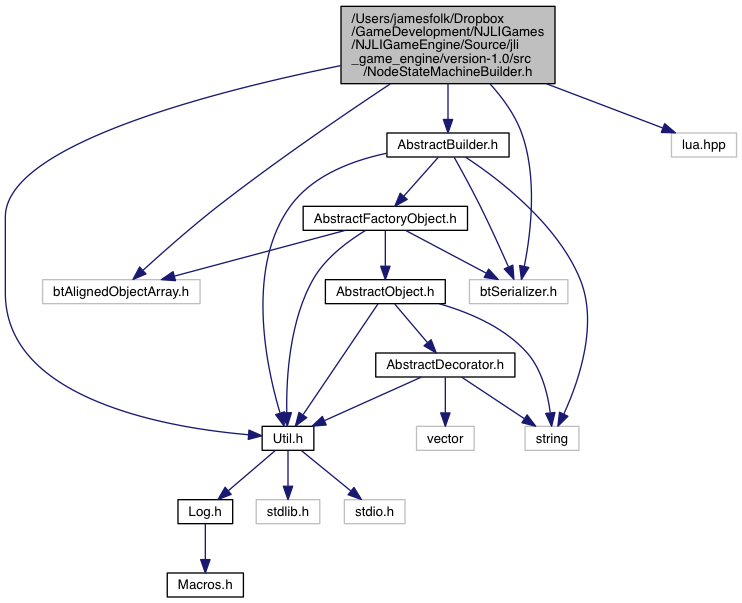 /Users/jamesfolk/Dropbox
/GameDevelopment/NJLIGames
/NJLIGameEngine/Source/jli
_game_engine/version-1.0/src
/NodeStateMachineBuilder.h
AbstractBuilder.h
lua.hpp
AbstractFactoryObject.h
btAlignedObjectArray.h
AbstractObject.h
btSerializer.h
AbstractDecorator.h
Util.h
vector
string
Log.h
stdlib.h
stdio.h
Macros.h